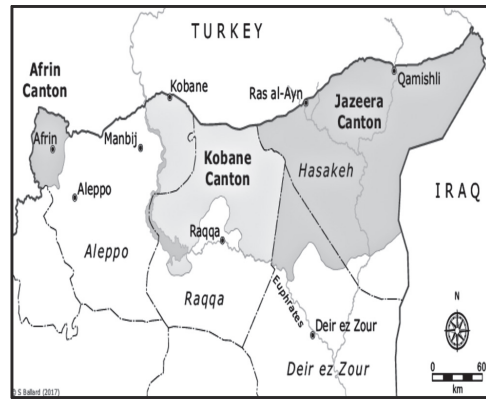 TURKEY
Afrin
Canton
Kobane
Ras al-Ayn
Qamishli
Jazeera
Canton
Afrin
Manbij
Kobane
Canton
Hasakeh
Aleppo
IRAQ
Aleppo
Raqqa
Raqqa
Euphrates
N
Deir ez Zour
Deir ez Zour
0 60
km
© S Ballard (2017)